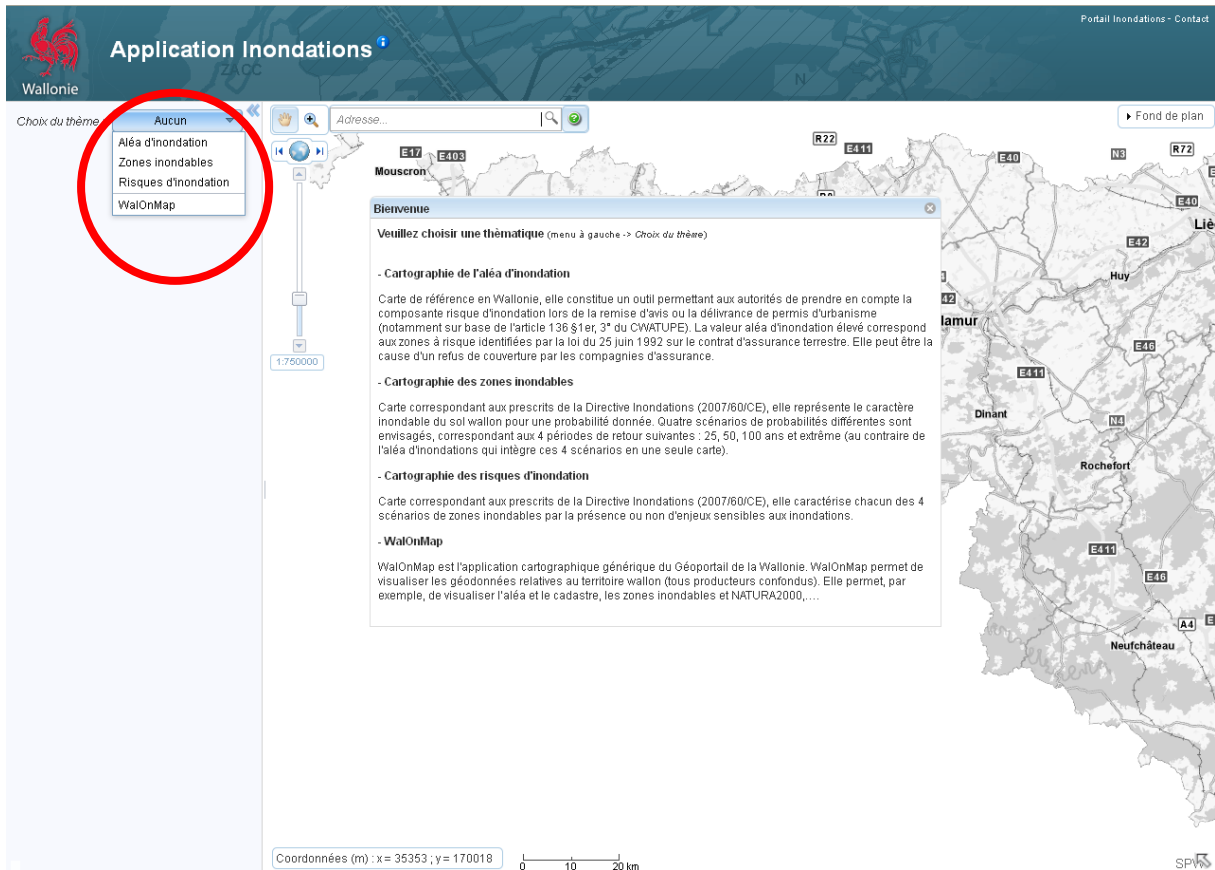 Portail Inondations - Contact
Application Inondations
Wallonie
ZACC
N
Choix du thème
Aucun
Aléa d'inondation
Zones inondables
Risques d'inondation
WalOnMap
Adresse...
Fond de plan
1:750000
E17
E403
Mouscron
R22
E411
E40
N3
R72
E40
Liè
E42
Huy
42
lamur
E46
E411
Dinant
N4
Rochefort
E411
E46
A4
E
Neufchâteau
Bienvenue
Veuillez choisir une thèmatique (menu à gauche -> Choix du thème)
- Cartographie de l'aléa d'inondation
Carte de référence en Wallonie, elle constitue un outil permettant aux autorités de prendre en compte la
composante risque d'inondation lors de la remise d'avis ou la délivrance de permis d'urbanisme
(notamment sur base de l'article 136 §1er, 3° du CWATUPE). La valeur aléa d'inondation élevé correspond
aux zones à risque identifiées par la loi du 25 juin 1992 sur le contrat d'assurance terrestre. Elle peut être la
cause d'un refus de couverture par les compagnies d'assurance.
- Cartographie des zones inondables
Carte correspondant aux prescrits de la Directive Inondations (2007/60/CE), elle représente le caractère
inondable du sol wallon pour une probabilité donnée. Quatre scénarios de probabilités différentes sont
envisagés, correspondant aux 4 périodes de retour suivantes : 25, 50, 100 ans et extrême (au contraire de
l'aléa d'inondations qui intègre ces 4 scénarios en une seule carte).
- Cartographie des risques d'inondation
Carte correspondant aux prescrits de la Directive Inondations (2007/60/CE), elle caractérise chacun des 4
scénarios de zones inondables par la présence ou non d'enjeux sensibles aux inondations.
- WalOnMap
WalOnMap est l'application cartographique générique du Géoportail de la Wallonie. WalOnMap permet de
visualiser les géodonnées relatives au territoire wallon (tous producteurs confondus). Elle permet, par
exemple, de visualiser l'aléa et le cadastre, les zones inondables et NATURA2000,....
Coordonnées (m) : x = 35353 ; y = 170018
0 10 20 km